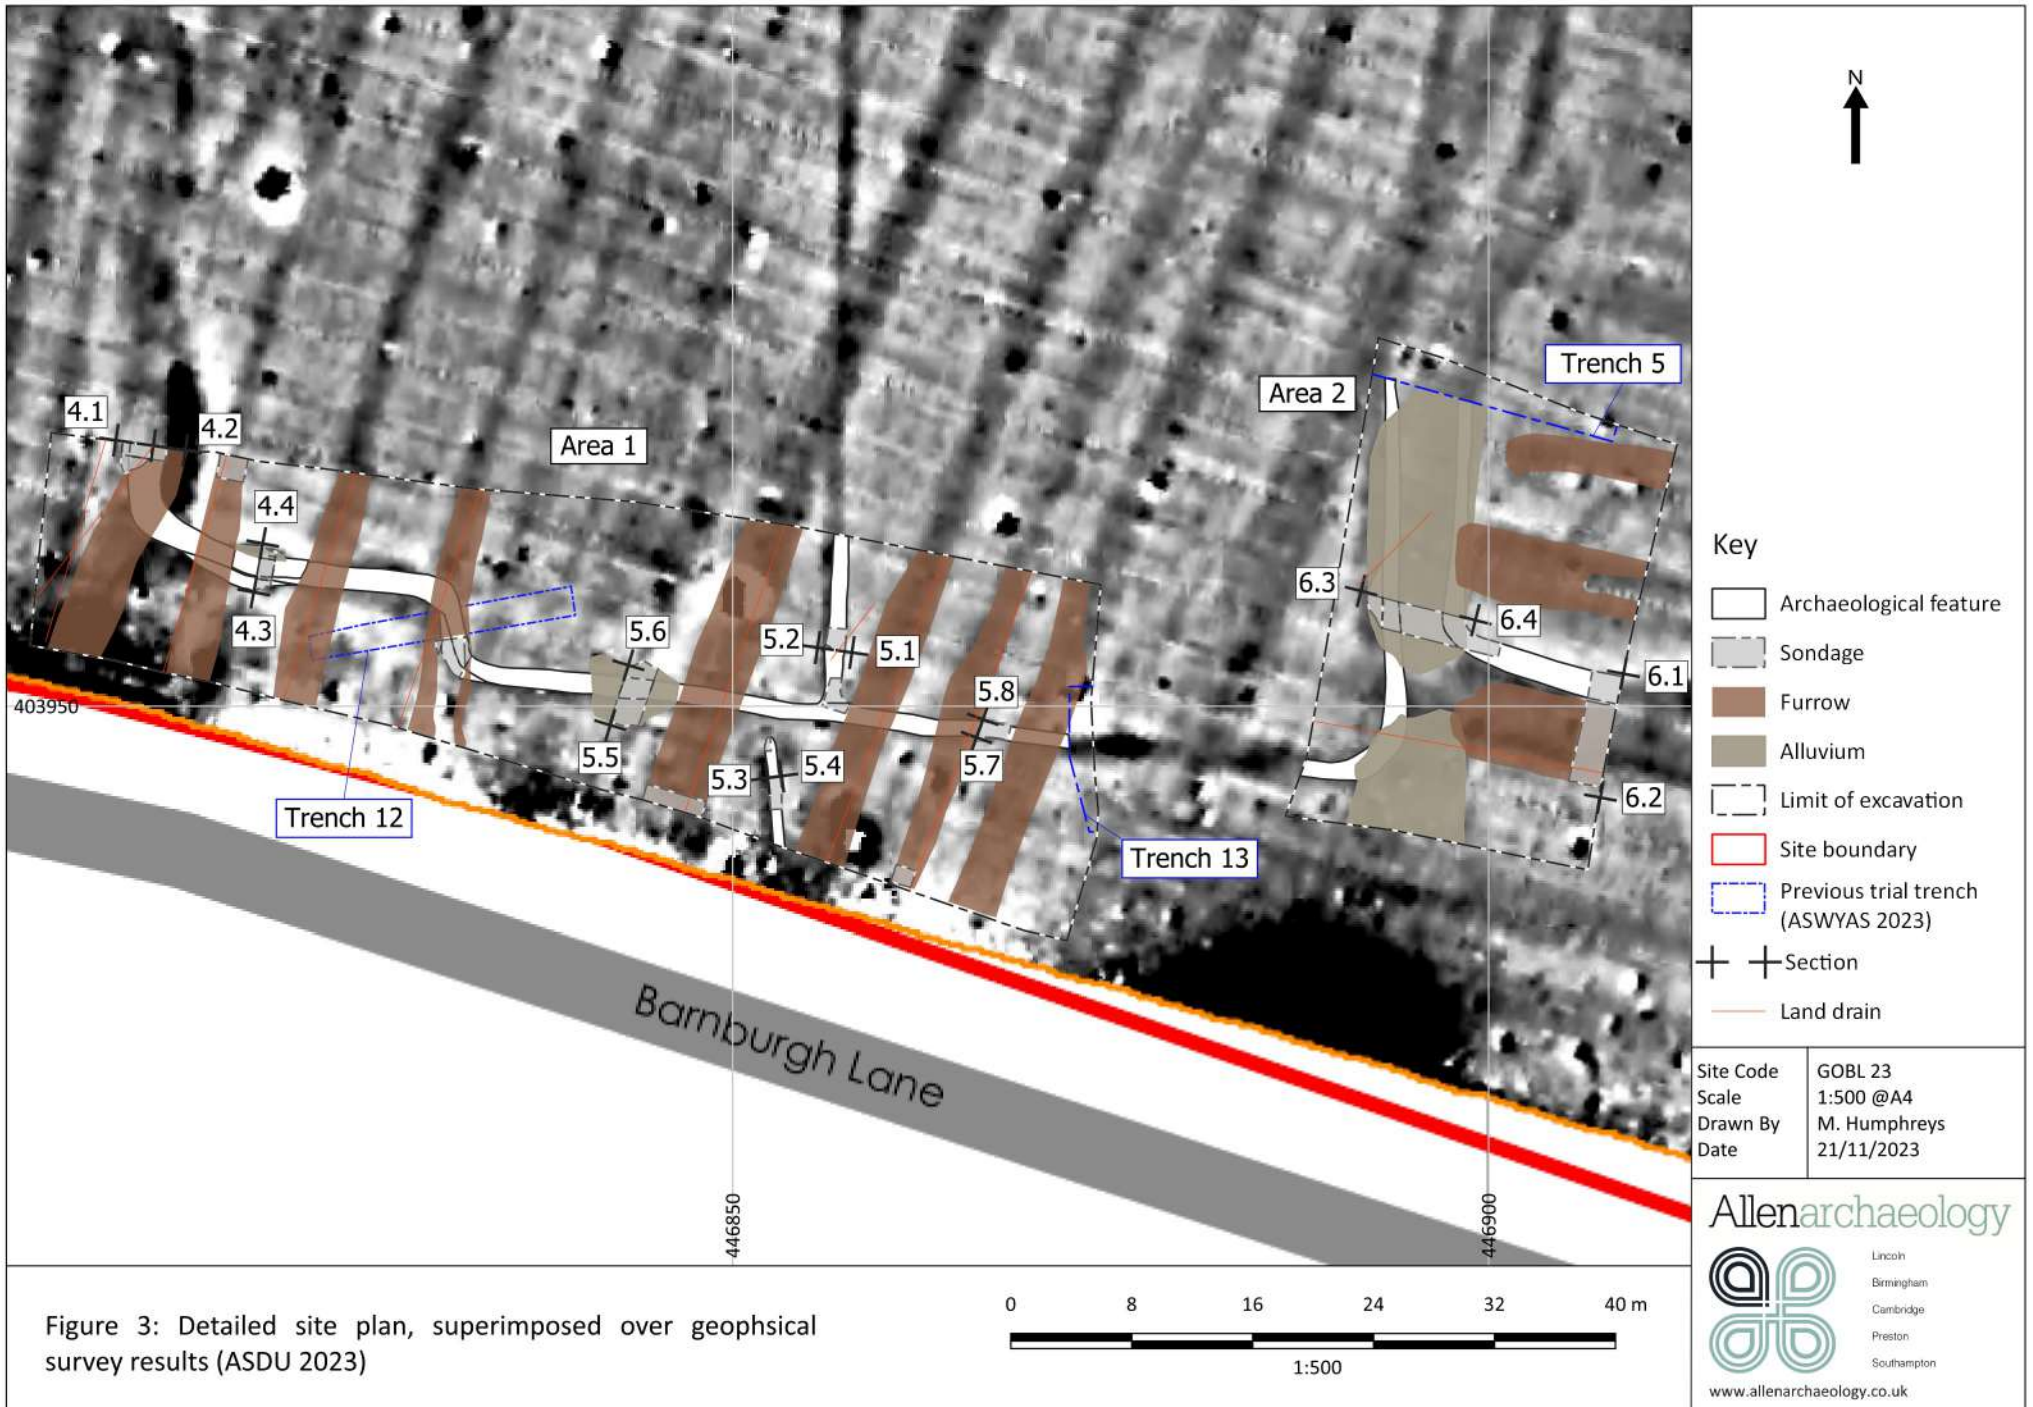 N
Trench 5
Area 2
4.1
4.2
Area 1
4.4
6.3
6.4
4.3
5.6
5.2
5.1
6.1
5.8
403950
5.5
5.3
5.4
5.7
6.2
Trench 12
Trench 13
Barnburgh Lane
446850
446900
Key
Archaeological feature
Sondage
Furrow
Alluvium
Limit of excavation
Site boundary
Previous trial trench
(ASWYAS 2023)
Section
Land drain
Site Code GOBL 23
Scale 1:500 @A4
Drawn By M. Humphreys
Date 21/11/2023
Allenarchaeology
Lincoln
Birmingham
Cambridge
Preston
Southampton
www.allenarchaeology.co.uk
Figure 3: Detailed site plan, superimposed over geophsical
survey results (ASDU 2023)
0 8 16 24 32 40 m
1:500